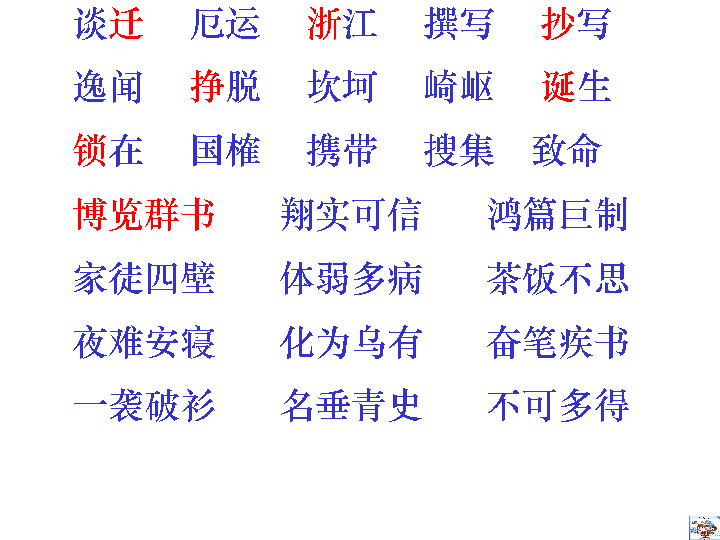 谈迁 厄运 浙江 撰写 抄写
逸闻 挣脱 坎坷 崎岖 诞生
锁在 国榷 携带 搜集 致命
博览群书 翔实可信 鸿篇巨制
家徒四壁 体弱多病 茶饭不思
夜难安寝 化为乌有 奋笔疾书
一袭破衫 名垂青史 不可多得